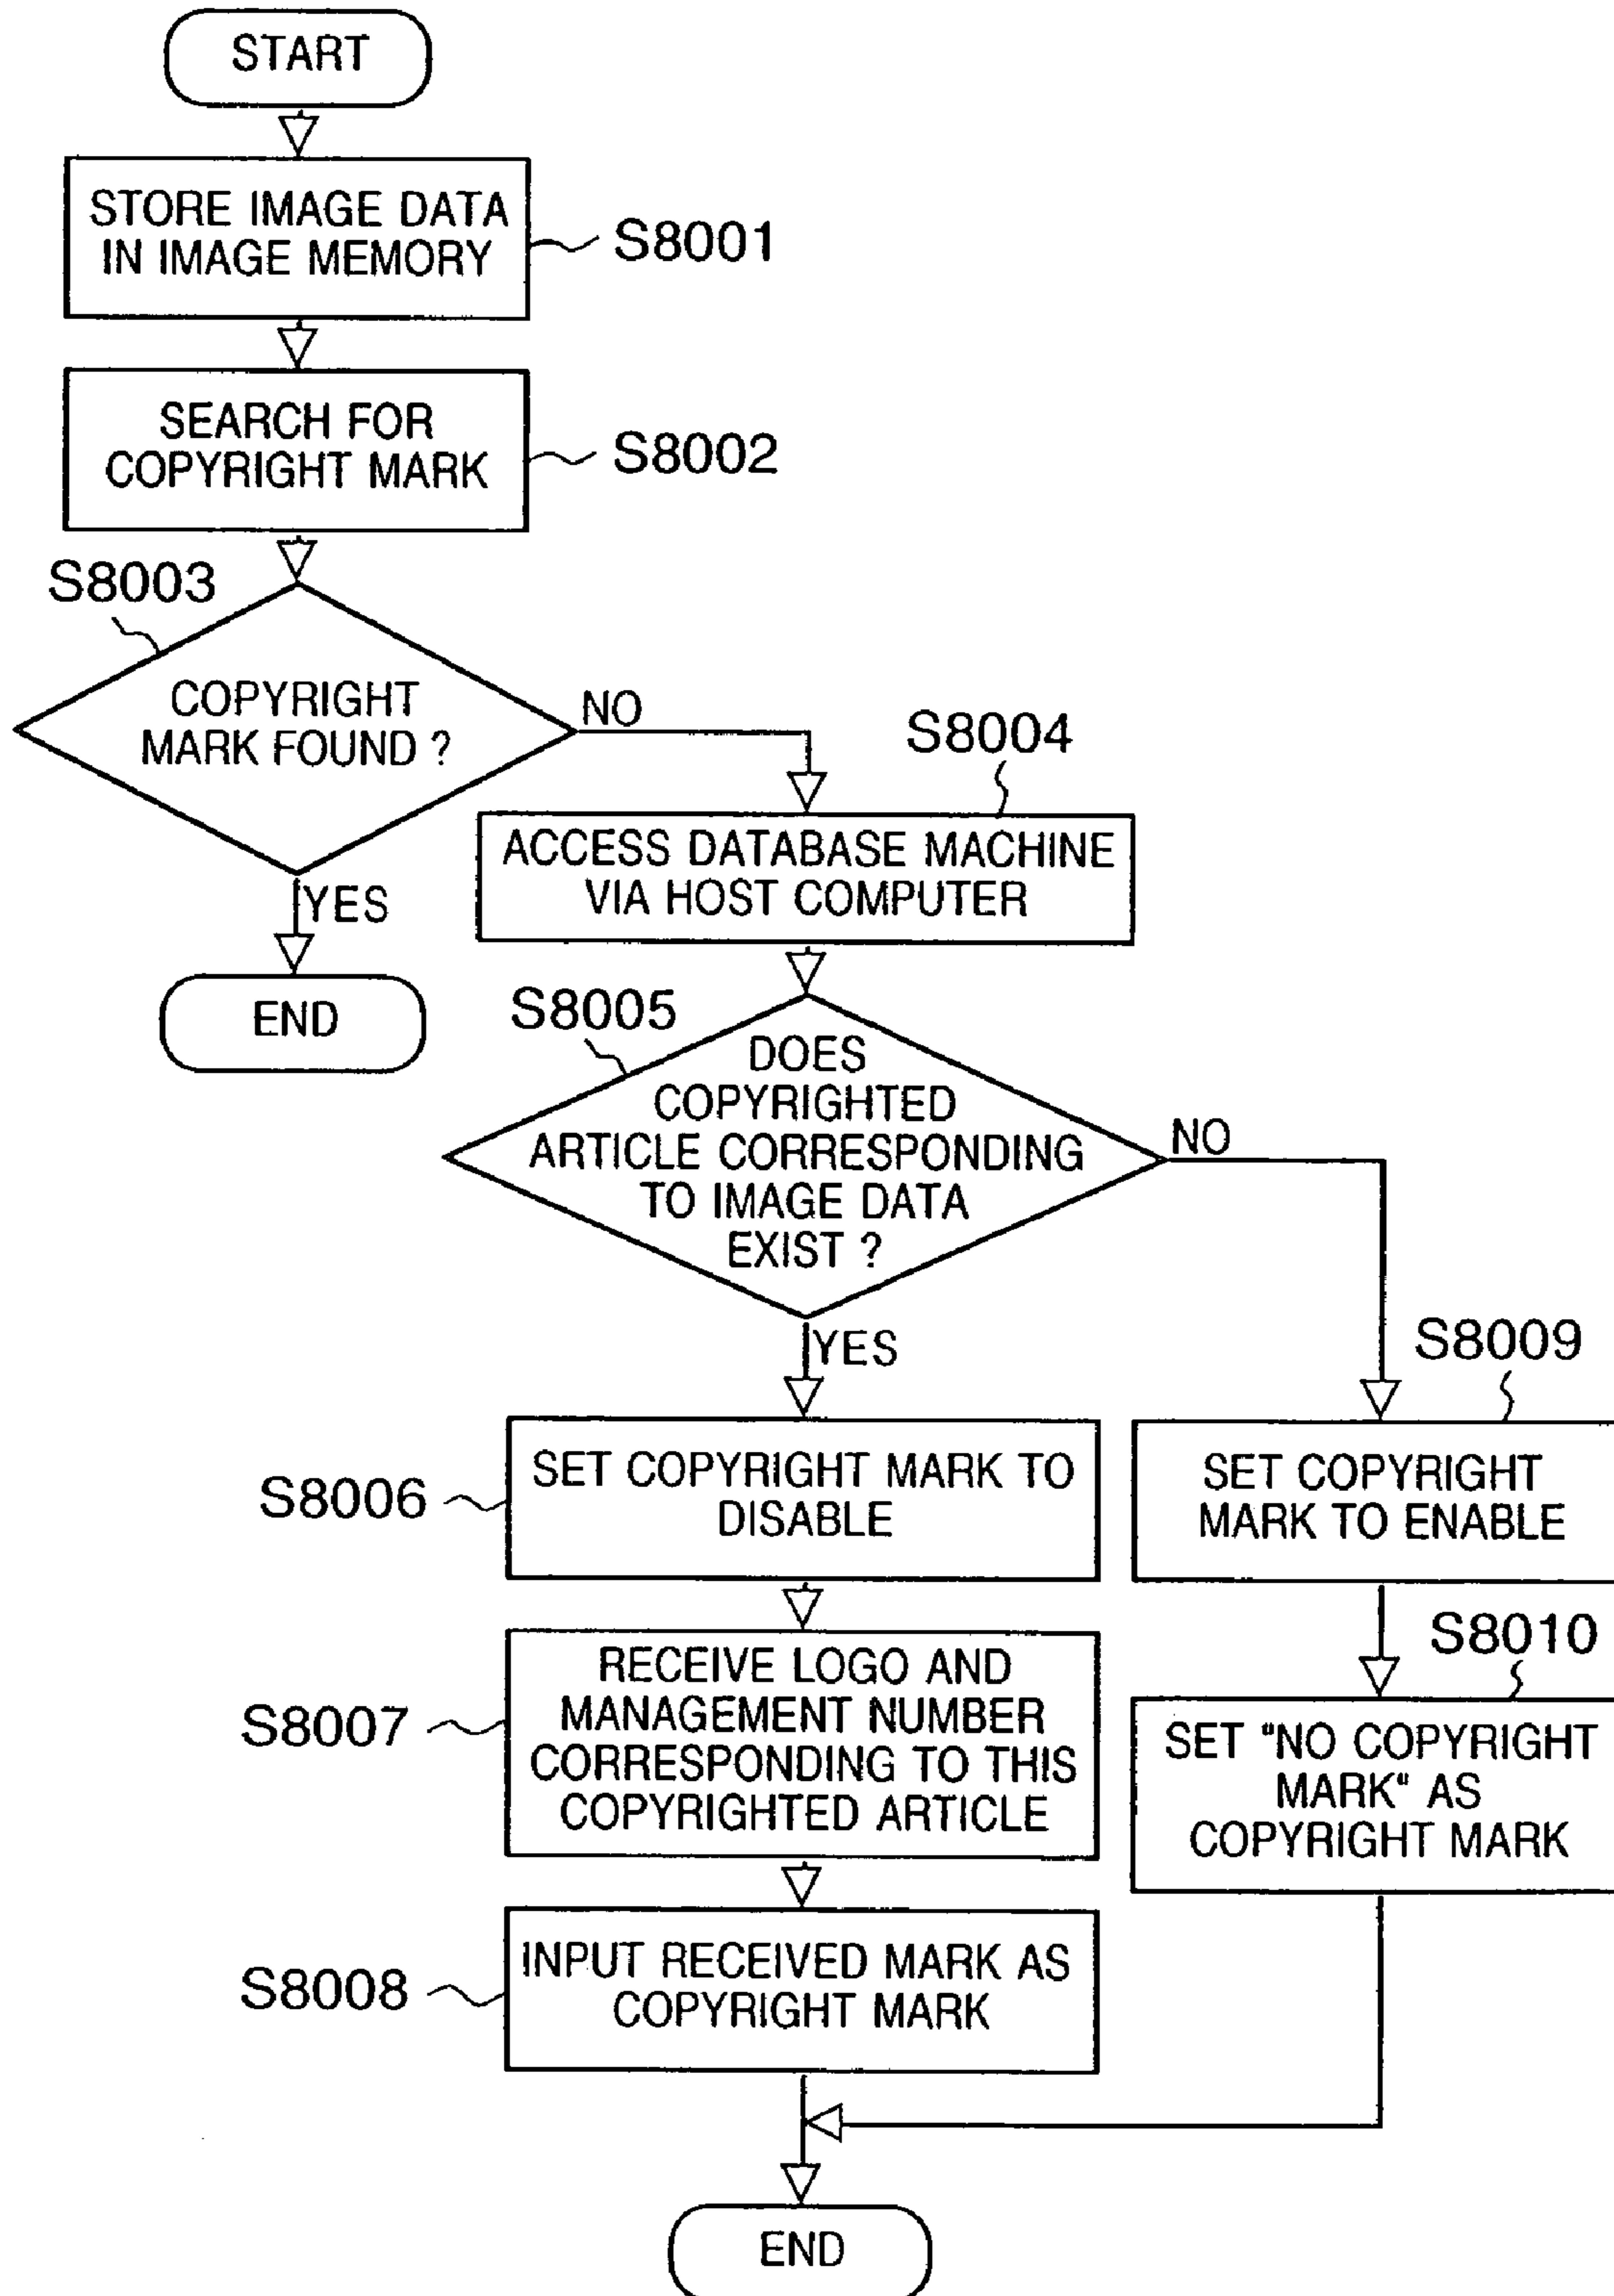 START
STORE IMAGE DATA
IN IMAGE MEMORY
S8001
SEARCH FOR
COPYRIGHT MARK
S8002
S8003
COPYRIGHT
MARK FOUND ?
NO
YES
END
S8004
ACCESS DATABASE MACHINE
VIA HOST COMPUTER
S8005
DOES
COPYRIGHTED
ARTICLE CORRESPONDING
TO IMAGE DATA
EXIST ?
NO
YES
S8006
SET COPYRIGHT MARK TO
DISABLE
S8009
SET COPYRIGHT
MARK TO ENABLE
S8007
RECEIVE LOGO AND
MANAGEMENT NUMBER
CORRESPONDING TO THIS
COPYRIGHTED ARTICLE
S8010
SET "NO COPYRIGHT
MARK" AS
COPYRIGHT MARK
S8008
INPUT RECEIVED MARK AS
COPYRIGHT MARK
END